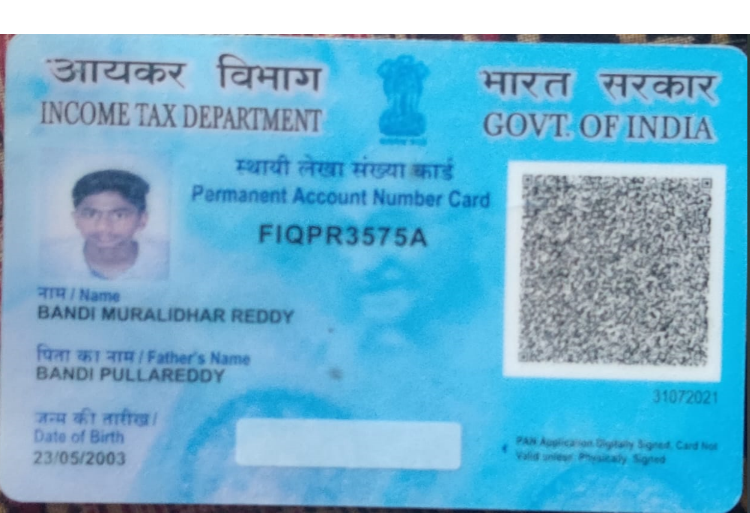 आयकर विभाग
INCOME TAX DEPARTMENT
भारत सरकार
GOVT. OF INDIA
स्थायी लेखा संख्या कार्ड
Permanent Account Number Card
FIQPR3575A
नाम / Name
BANDI MURALIDHAR REDDY
पिता का नाम / Father's Name
BANDI PULLAREDDY
जन्म की तारीख /
Date of Birth
23/05/2003
31072021
PAN Application Digitally Signed, Card Not
Valid unless Physically Signed